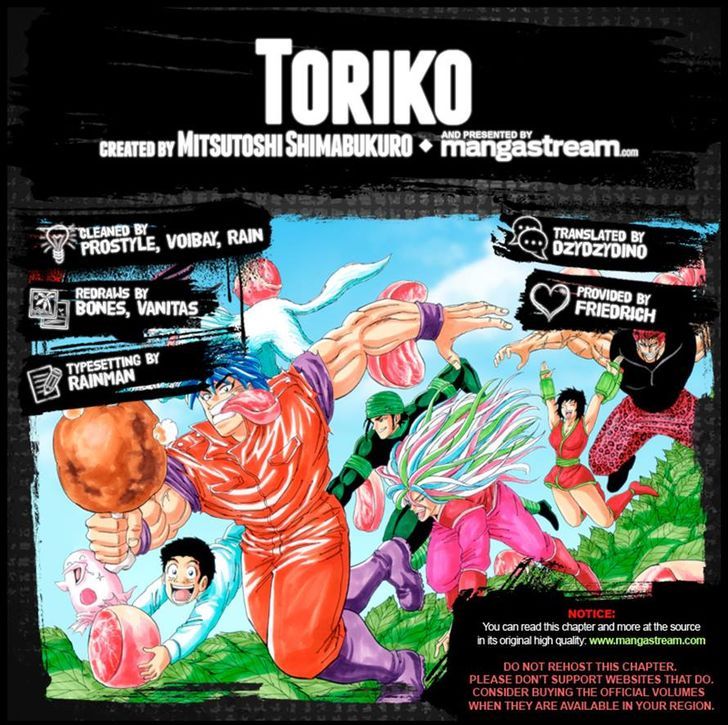 TORIKO
CREATED BY MITSUTOSHI SHIMABUKURO ◆ AND PRESENTED BY mangastream.com
CLEANED BY
PROSTYLE, VOIBAY, RAIN
REDRAWS BY
BONES, VANITAS
TYPESETTING BY
RAINMAN
TRANSLATED BY
DZYDZYDINO
PROVIDED BY
FRIEDRICH
NOTICE:
You can read this chapter and more at the source
in its original high quality: www.mangastream.com
DO NOT REHOST THIS CHAPTER.
PLEASE DON'T SUPPORT WEBSITES THAT DO.
CONSIDER BUYING THE OFFICIAL VOLUMES
WHEN THEY ARE AVAILABLE IN YOUR REGION.